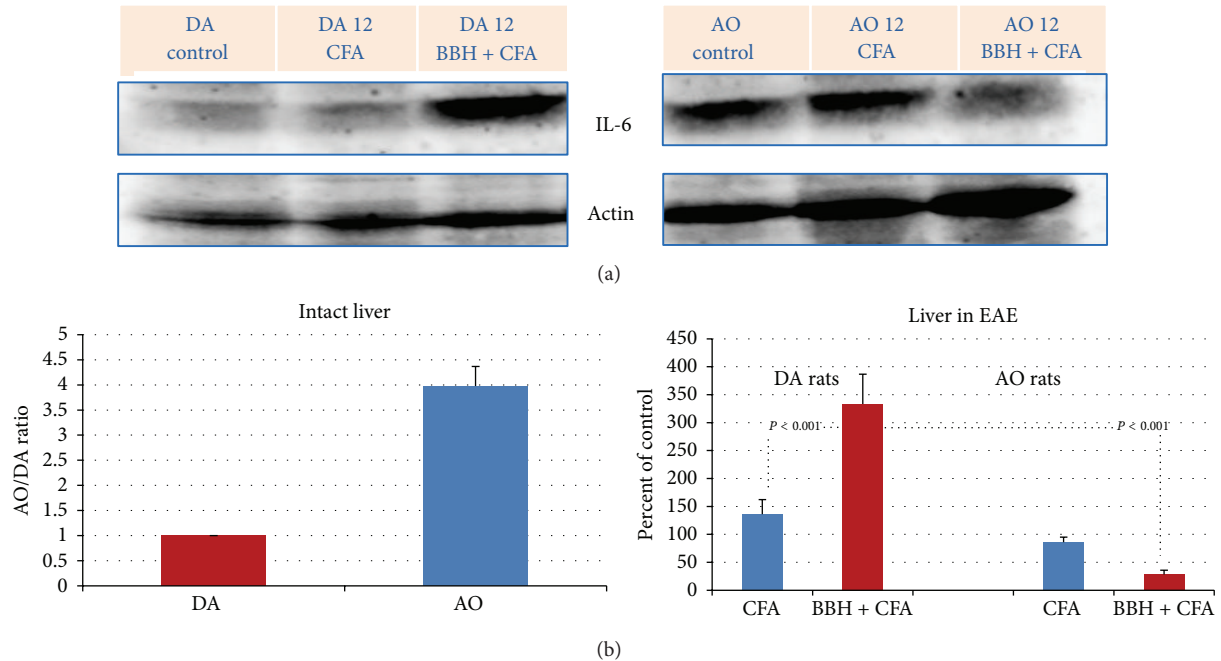 DA
control
DA 12
CFA
DA 12
BBH + CFA
AO
control
AO 12
CFA
AO 12
BBH + CFA
IL-6
Actin
(a)
Intact liver
AO/DA ratio
5
4.5
4
3.5
3
2.5
2
1.5
1
0.5
0
DA
AO
Liver in EAE
Percent of control
450
400
350
300
250
200
150
100
50
0
DA rats
AO rats
P < 0.001
P < 0.001
CFA
BBH + CFA
CFA
BBH + CFA
(b)